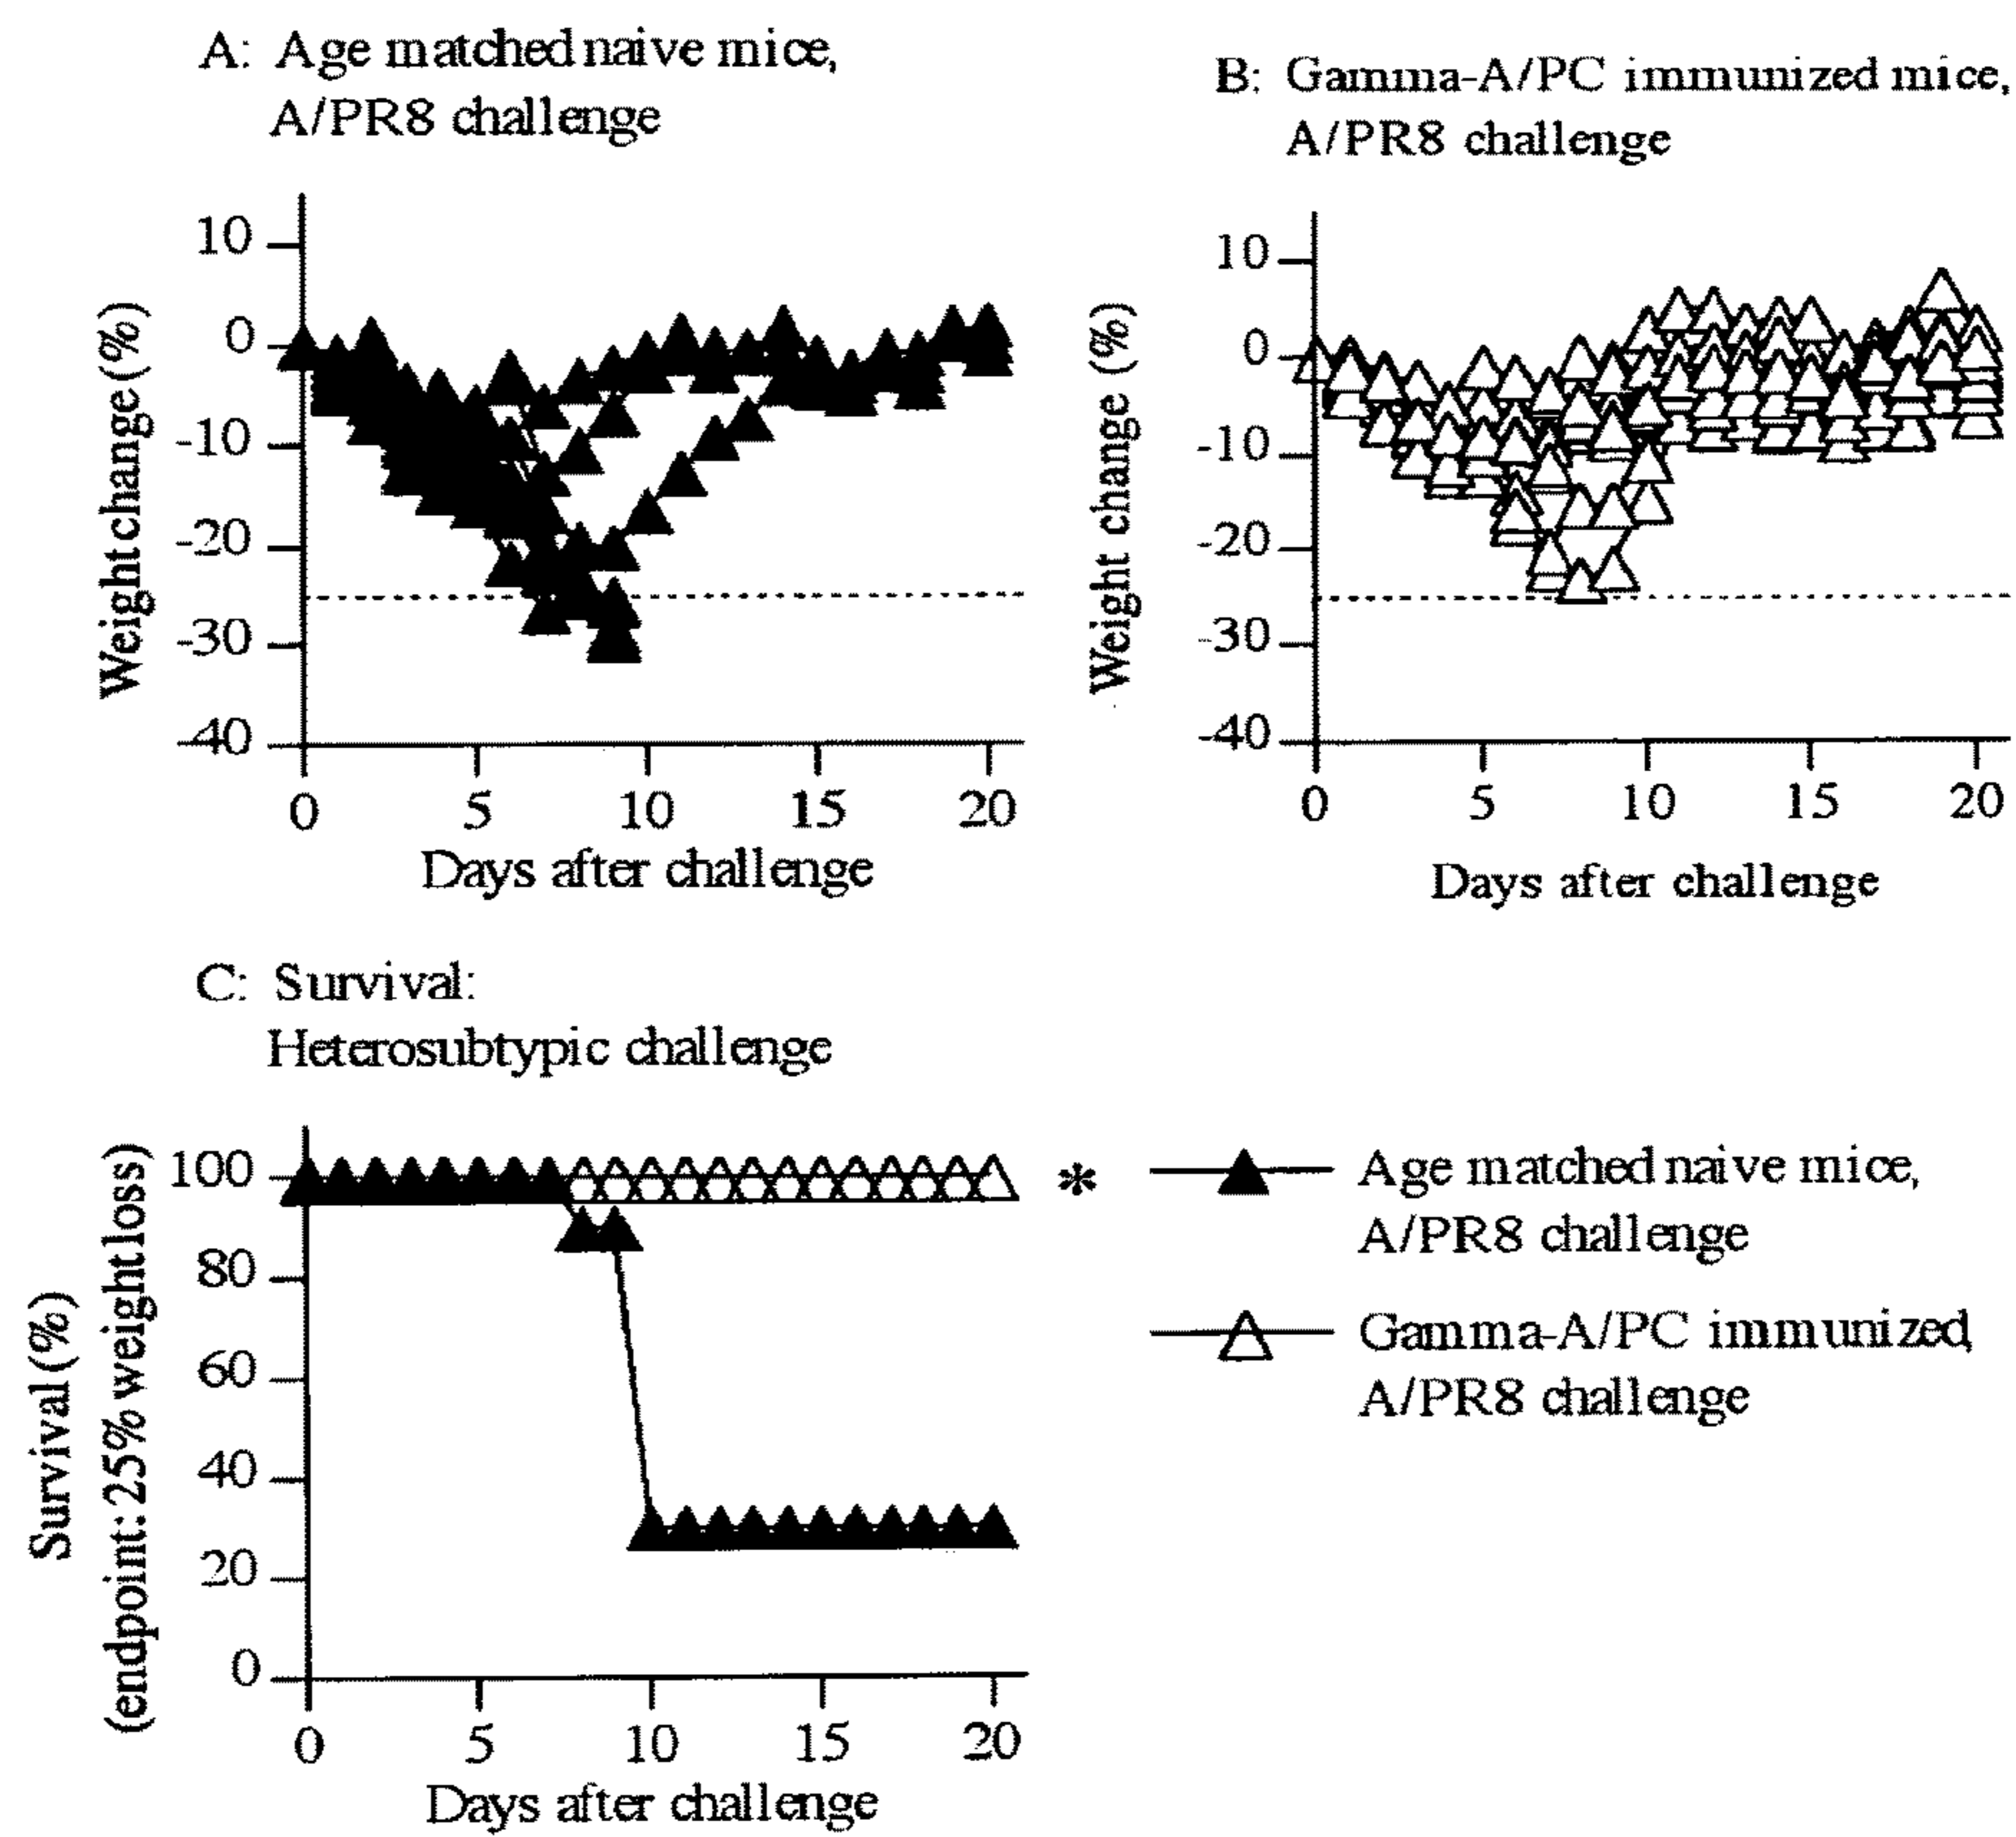 A: Age matched naive mice,
A/PR8 challenge
10
0
-10
-20
-30
-40
Weight change (%)
0 5 10 15 20
Days after challenge
B: Gamma-A/PC immunized mice,
A/PR8 challenge
10
0
-10
-20
-30
-40
Weight change (%)
0 5 10 15 20
Days after challenge
C: Survival:
Heterosubtypic challenge
100
80
60
40
20
0
Survival (%)
(endpoint: 25% weight loss)
0 5 10 15 20
Days after challenge
*
Age matched naive mice,
A/PR8 challenge
Gamma-A/PC immunized,
A/PR8 challenge